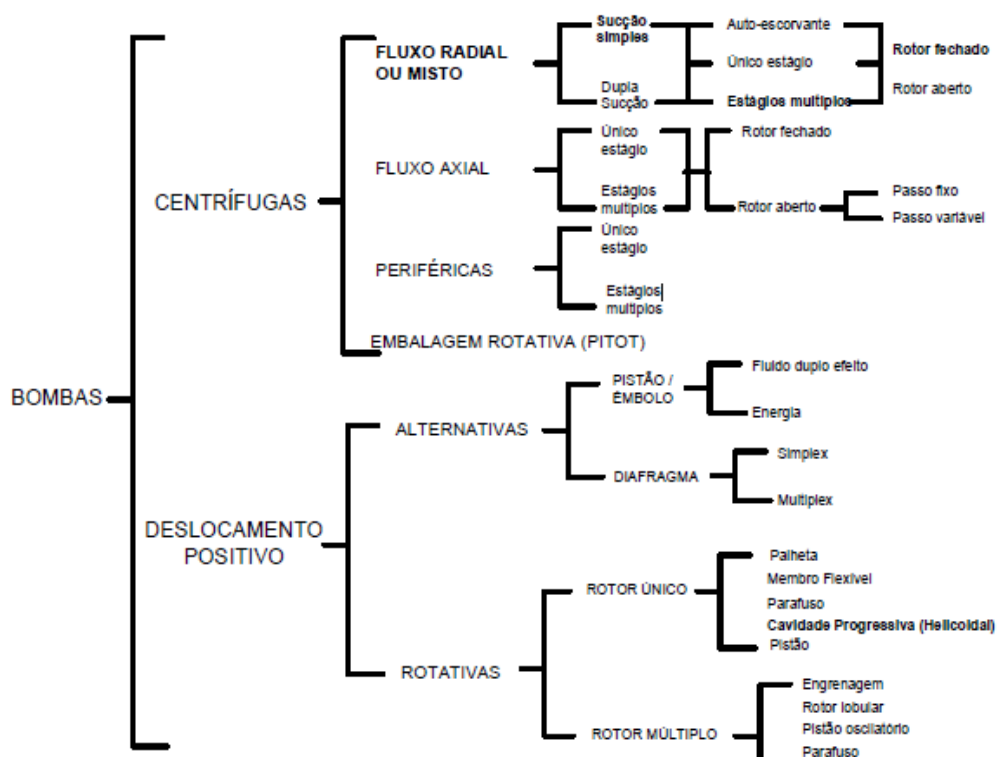 BOMBAS
CENTRÍFUGAS
FLUXO RADIAL
OU MISTO
Sucção
simples
Dupla
Sucção
Auto-escorvante
Único estágio
Estágios multiplos
Rotor fechado
Rotor aberto
FLUXO AXIAL
Único
estágio
Estágios
multiplos
Rotor fechado
Rotor aberto
Passo fixo
Passo variável
PERIFÉRICAS
Único
estágio
Estágios
multiplos
EMBALAGEM ROTATIVA (PITOT)
DESLOCAMENTO
POSITIVO
ALTERNATIVAS
PISTÃO /
ÊMBOLO
Fluido duplo efeito
Energia
DIAFRAGMA
Simplex
Multiplex
ROTATIVAS
ROTOR ÚNICO
Palheta
Membro Flexível
Parafuso
Cavidade Progressiva (Helicoidal)
Pistão
ROTOR MÚLTIPLO
Engrenagem
Rotor lobular
Pistão oscilatório
Parafuso